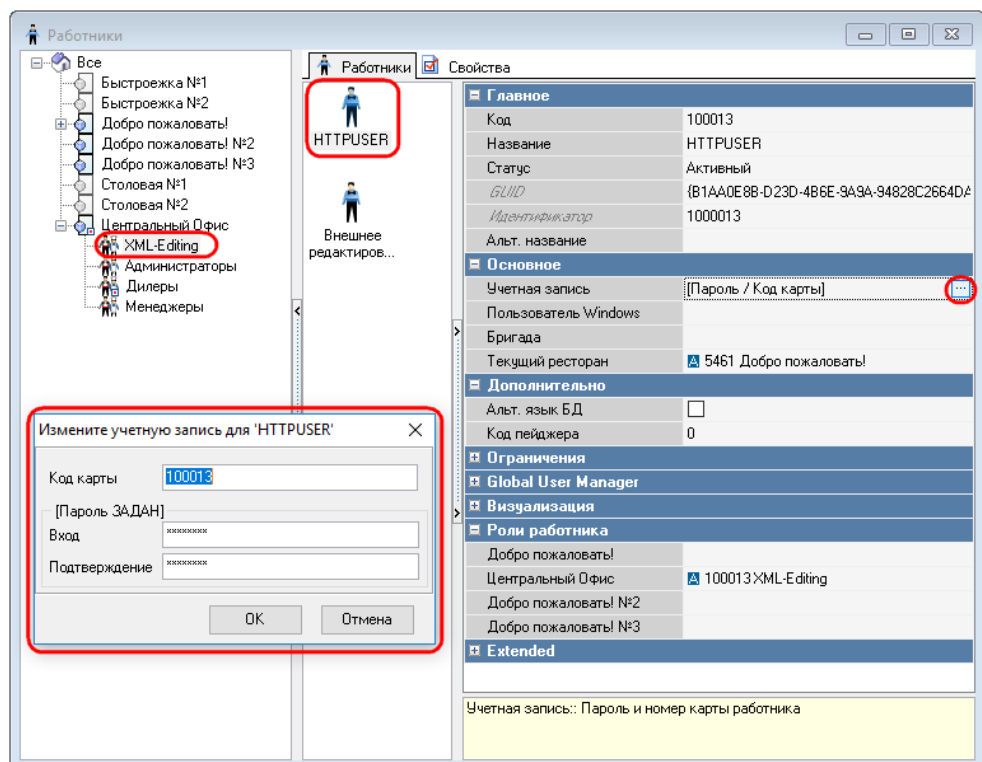 Работники
Все
Быстроежка №1
Быстроежка №2
Добро пожаловать!
Добро пожаловать! №2
Добро пожаловать! №3
Столовая №1
Столовая №2
Центральный Офис
XML-Editing
Администраторы
Дилеры
Менеджеры
Работники
Свойства
HTTPUSER
Внешнее
редактиров...
Главное
Код 100013
Название HTTPUSER
Статус Активный
GUID {B1AA0E8B-D23D-4B6E-9A9A-94828C2664DA
Идентификатор 1000013
Альт. название
Основное
Учетная запись [Пароль / Код карты] ...
Пользователь Windows
Бригада
Текущий ресторан A 5461 Добро пожаловать!
Дополнительно
Альт. язык БД
Код пейджера 0
Ограничения
Global User Manager
Визуализация
Роли работника
Добро пожаловать!
Центральный Офис A 100013 XML-Editing
Добро пожаловать! №2
Добро пожаловать! №3
Extended
Учетная запись:: Пароль и номер карты работника
Измените учетную запись для 'HTTPUSER'
Код карты 100013
[Пароль ЗАДАН]
Вход ********
Подтверждение ********
OK Отмена